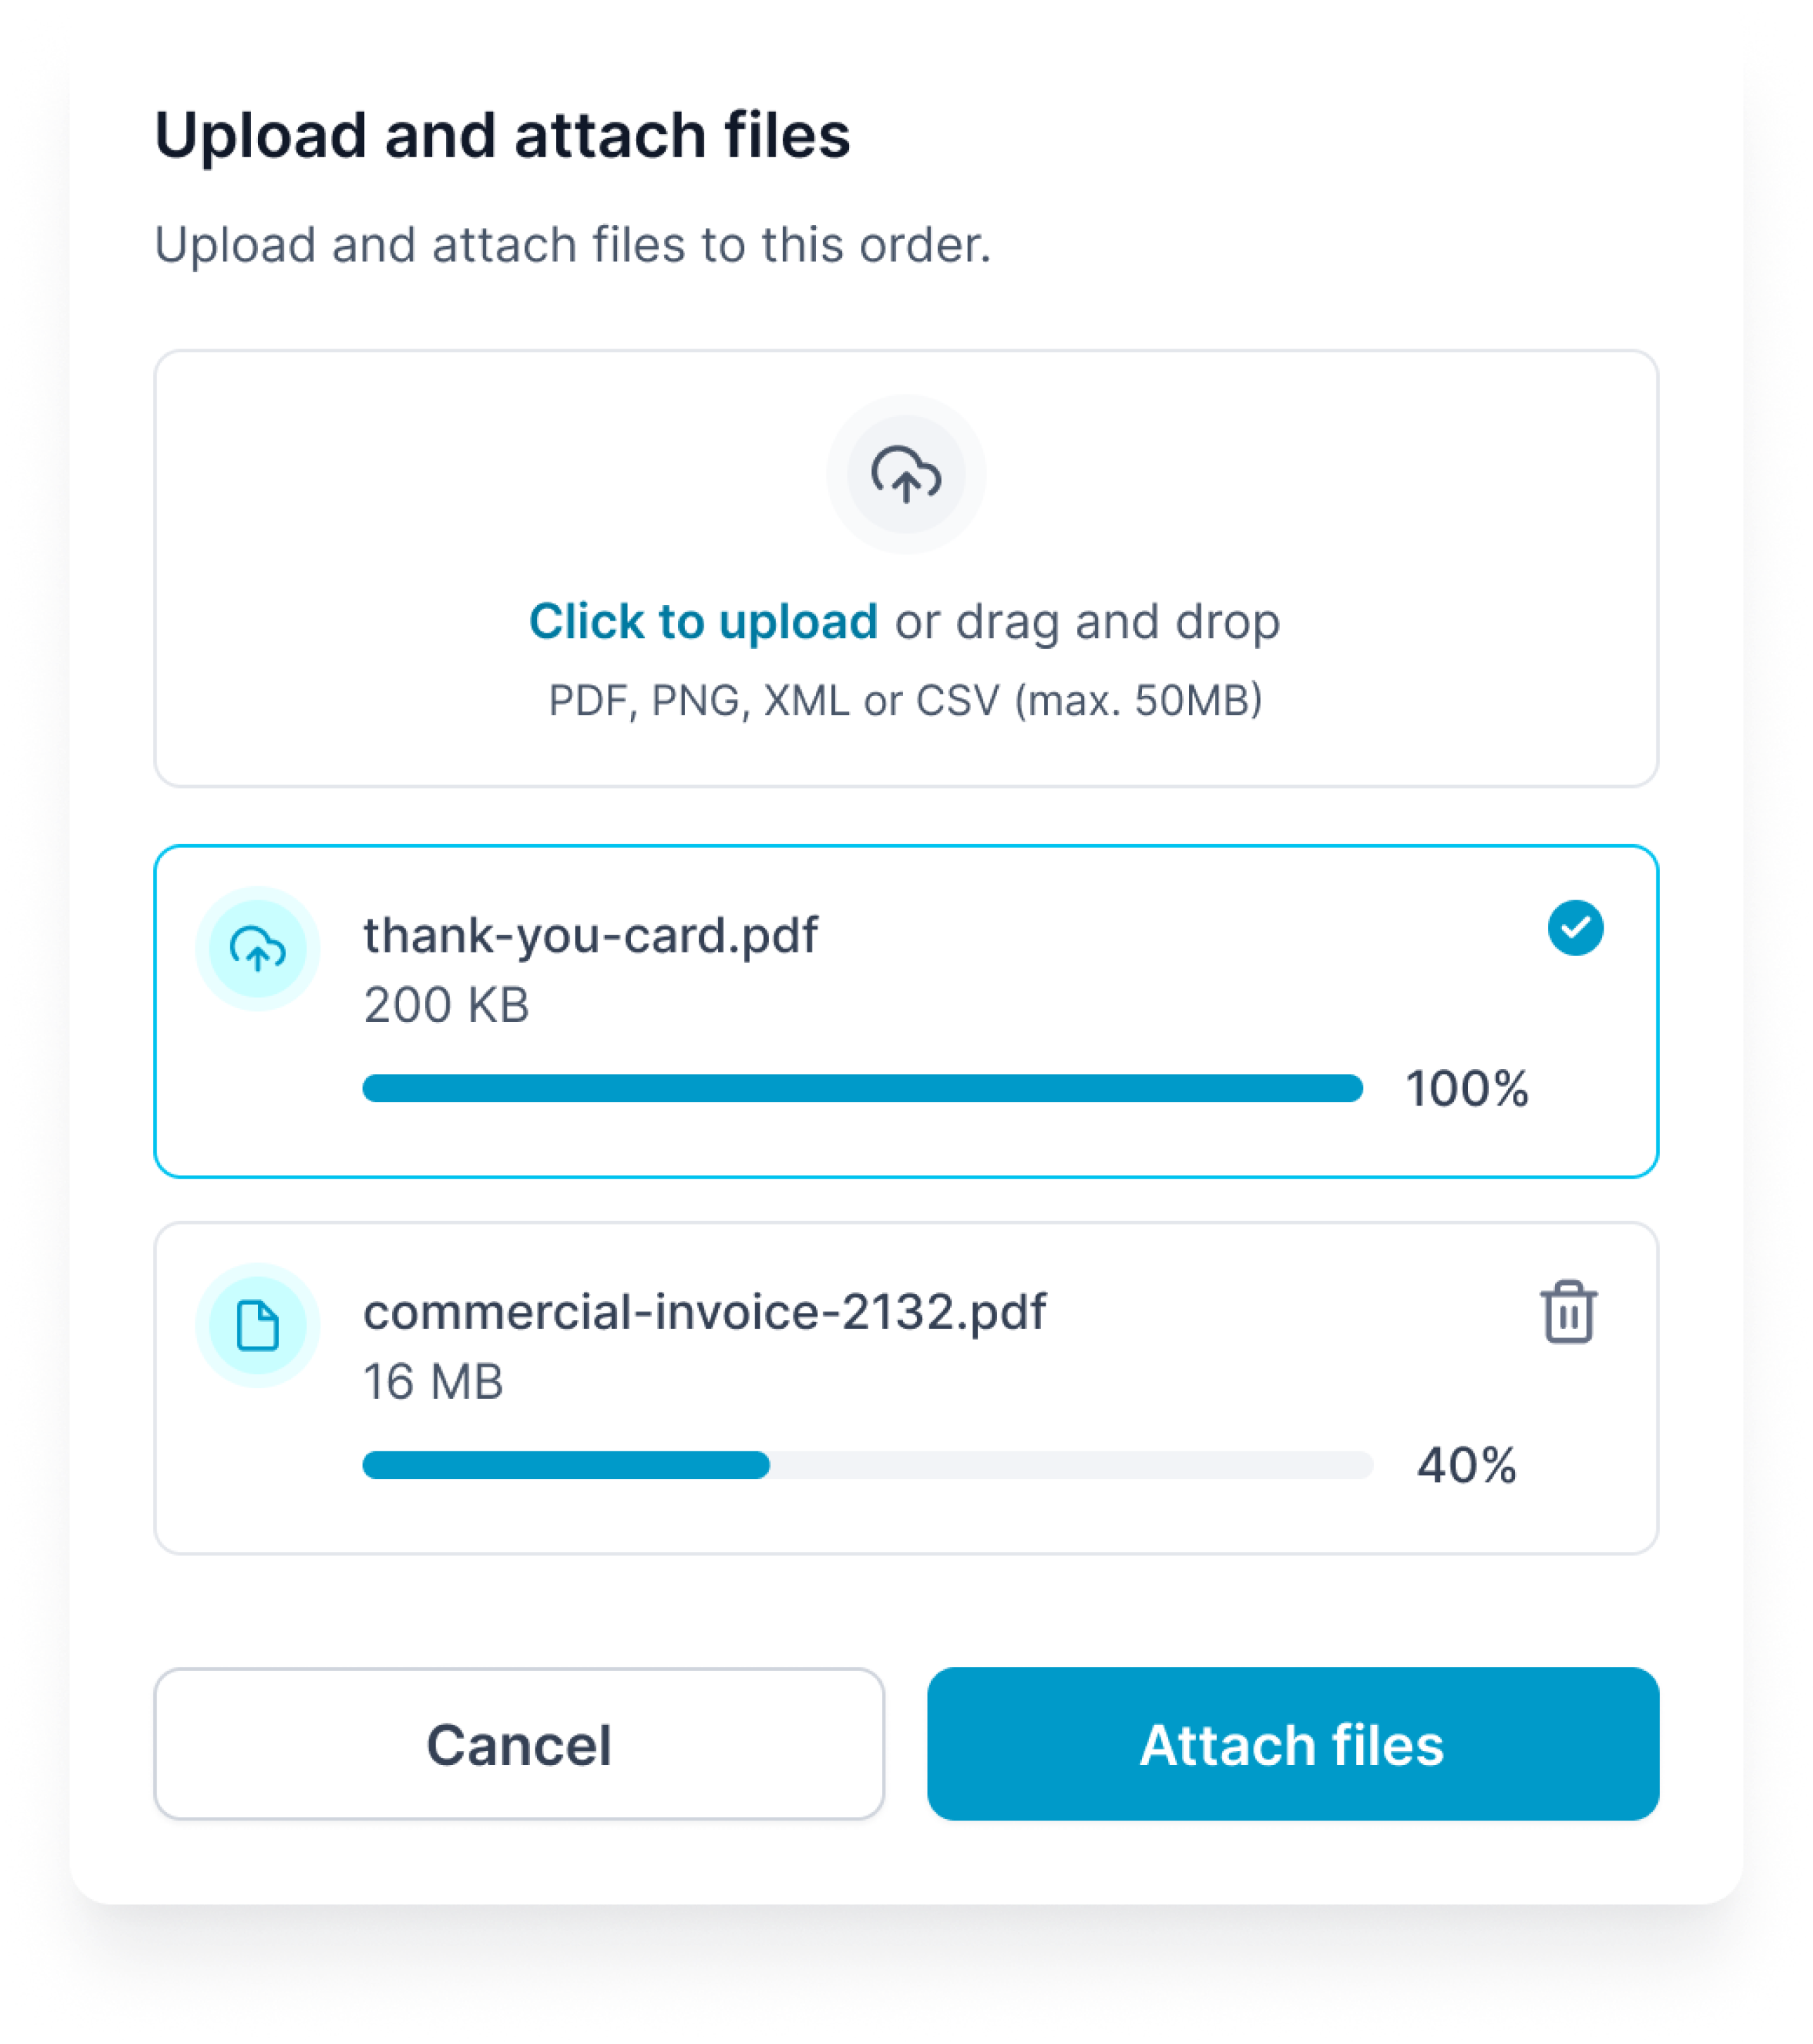 Upload and attach files
Upload and attach files to this order.
Click to upload or drag and drop
PDF, PNG, XML or CSV (max. 50MB)
thank-you-card.pdf
200 KB
100%
commercial-invoice-2132.pdf
16 MB
40%
Cancel
Attach files